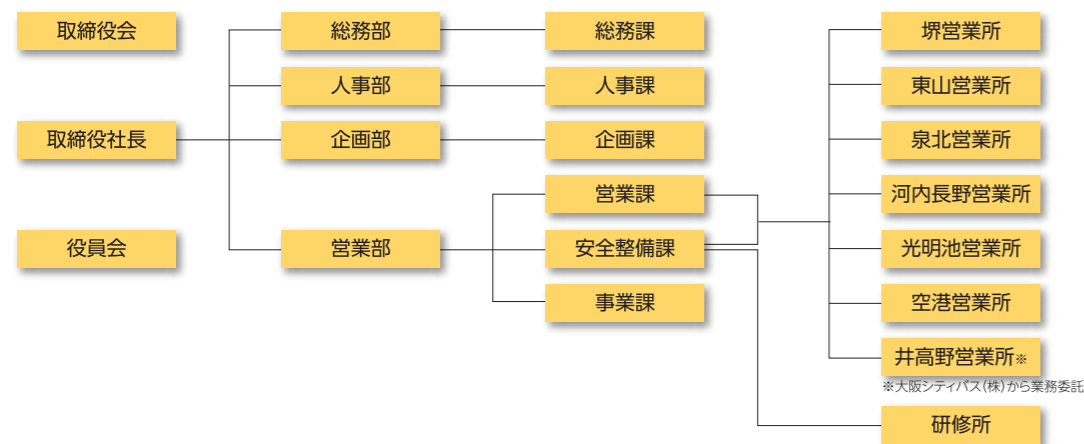 取締役会
総務部
総務課
堺営業所
人事部
人事課
東山営業所
取締役社長
企画部
企画課
泉北営業所
営業課
河内長野営業所
役員会
営業部
安全整備課
光明池営業所
事業課
空港営業所
井高野営業所※
※大阪シティバス(株)から業務委託
研修所